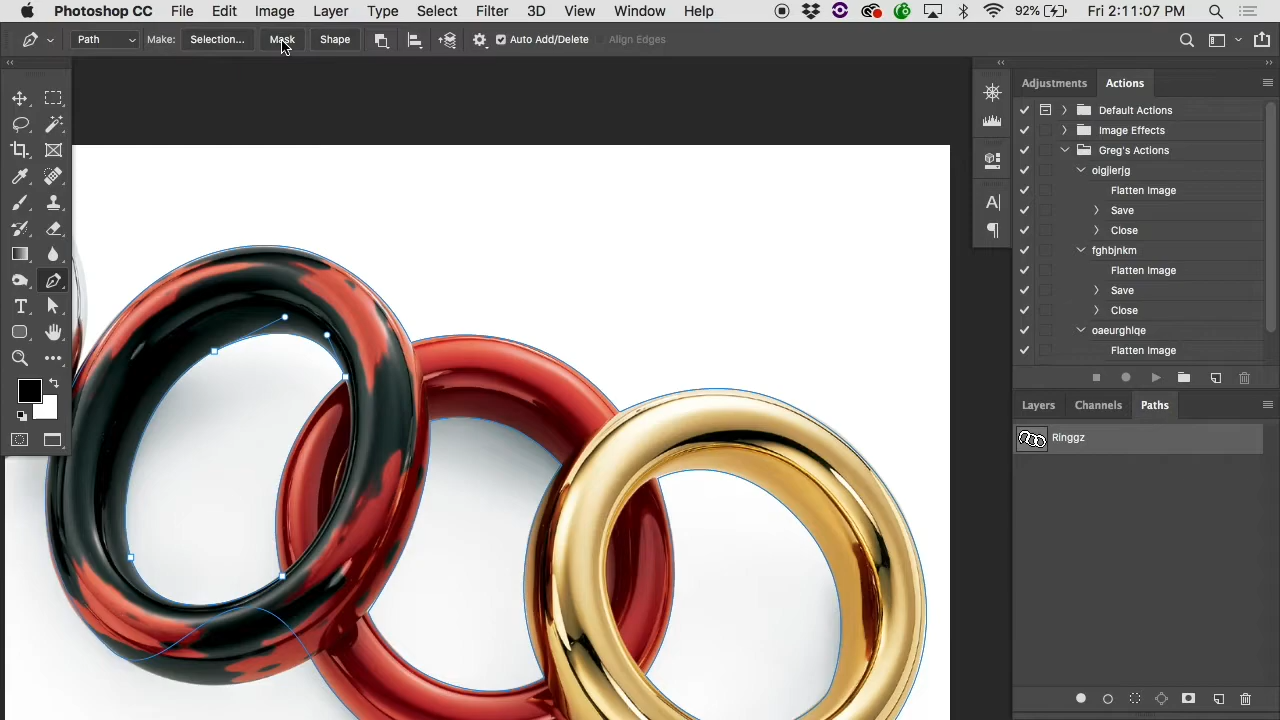 Photoshop CC File Edit Image Layer Type Select Filter 3D View Window Help 92% Fri 2:11:07 PM
Path Make: Selection... Mask Shape Auto Add/Delete Align Edges
Adjustments Actions
Default Actions
Image Effects
Greg's Actions
olgjlerjg
Flatten Image
Save
Close
fghbjnkm
Flatten Image
Save
Close
oaeurghlqe
Flatten Image
Layers Channels Paths
Ringgz